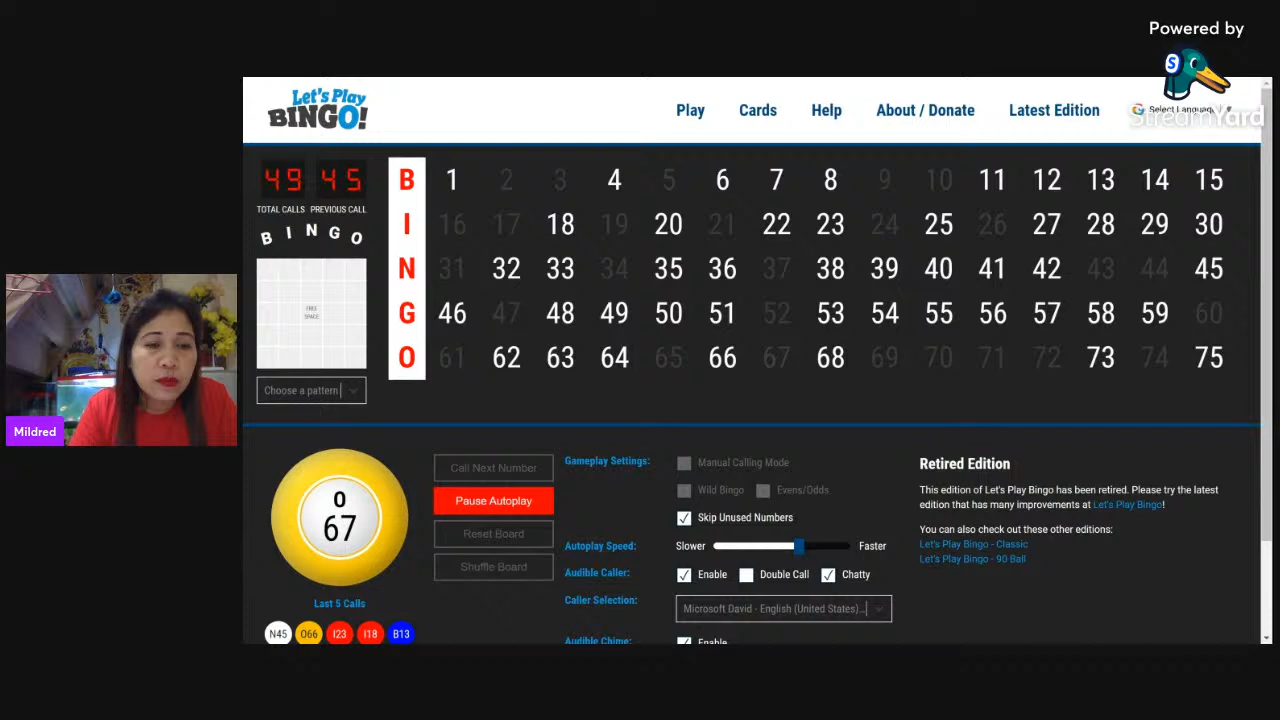 Powered by
StreamYard
Let's Play
BINGO!
Play Cards Help About / Donate Latest Edition
Select Language
49 45
TOTAL CALLS PREVIOUS CALL
BINGO
FREE
SPACE
Choose a pattern
B 1 2 3 4 5 6 7 8 9 10 11 12 13 14 15
I 16 17 18 19 20 21 22 23 24 25 26 27 28 29 30
N 31 32 33 34 35 36 37 38 39 40 41 42 43 44 45
G 46 47 48 49 50 51 52 53 54 55 56 57 58 59 60
O 61 62 63 64 65 66 67 68 69 70 71 72 73 74 75
Mildred
O
67
Last 5 Calls
N45 O66 I23 I18 B13
Call Next Number
Pause Autoplay
Reset Board
Shuffle Board
Gameplay Settings:
Manual Calling Mode
Wild Bingo Evens/Odds
Skip Unused Numbers
Autoplay Speed: Slower Faster
Audible Caller: Enable Double Call Chatty
Caller Selection: Microsoft David - English (United States)...
Audible Chime: Enable
Retired Edition
This edition of Let's Play Bingo has been retired. Please try the latest
edition that has many improvements at Let's Play Bingo!
You can also check out these other editions:
Let's Play Bingo - Classic
Let's Play Bingo - 90 Ball